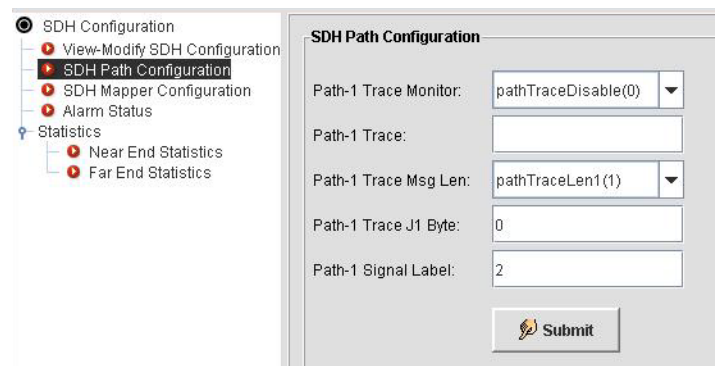 SDH Configuration
View-Modify SDH Configuration
SDH Path Configuration
SDH Mapper Configuration
Alarm Status
Statistics
Near End Statistics
Far End Statistics
SDH Path Configuration
Path-1 Trace Monitor: pathTraceDisable(0)
Path-1 Trace:
Path-1 Trace Msg Len: pathTraceLen1(1)
Path-1 Trace J1 Byte: 0
Path-1 Signal Label: 2
Submit